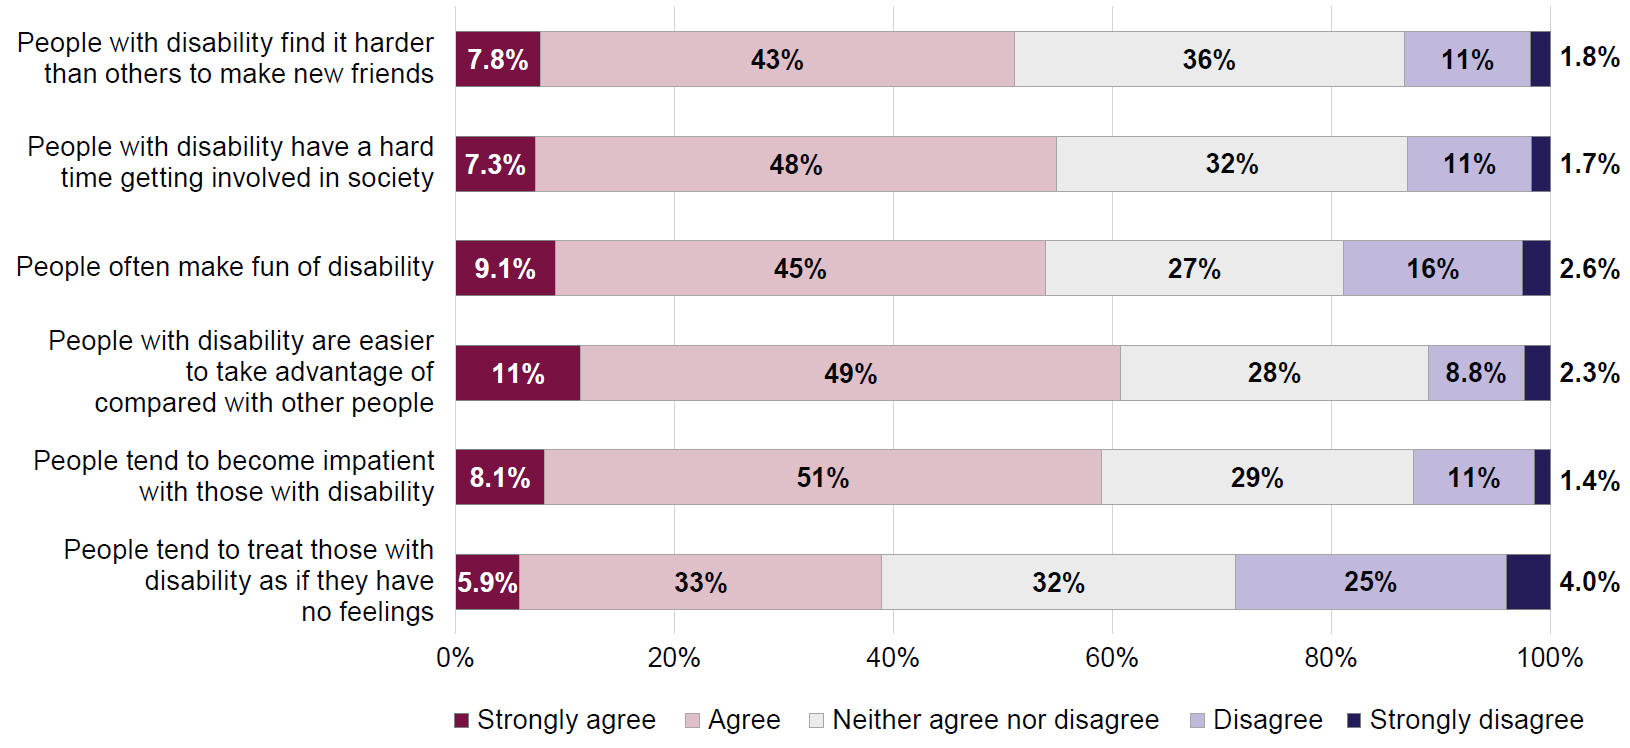 People with disability find it harder
than others to make new friends
7.8% 43% 36% 11% 1.8%
People with disability have a hard
time getting involved in society
7.3% 48% 32% 11% 1.7%
People often make fun of disability
9.1% 45% 27% 16% 2.6%
People with disability are easier
to take advantage of
compared with other people
11% 49% 28% 8.8% 2.3%
People tend to become impatient
with those with disability
8.1% 51% 29% 11% 1.4%
People tend to treat those with
disability as if they have
no feelings
5.9% 33% 32% 25% 4.0%
0% 20% 40% 60% 80% 100%
Strongly agree Agree Neither agree nor disagree Disagree Strongly disagree